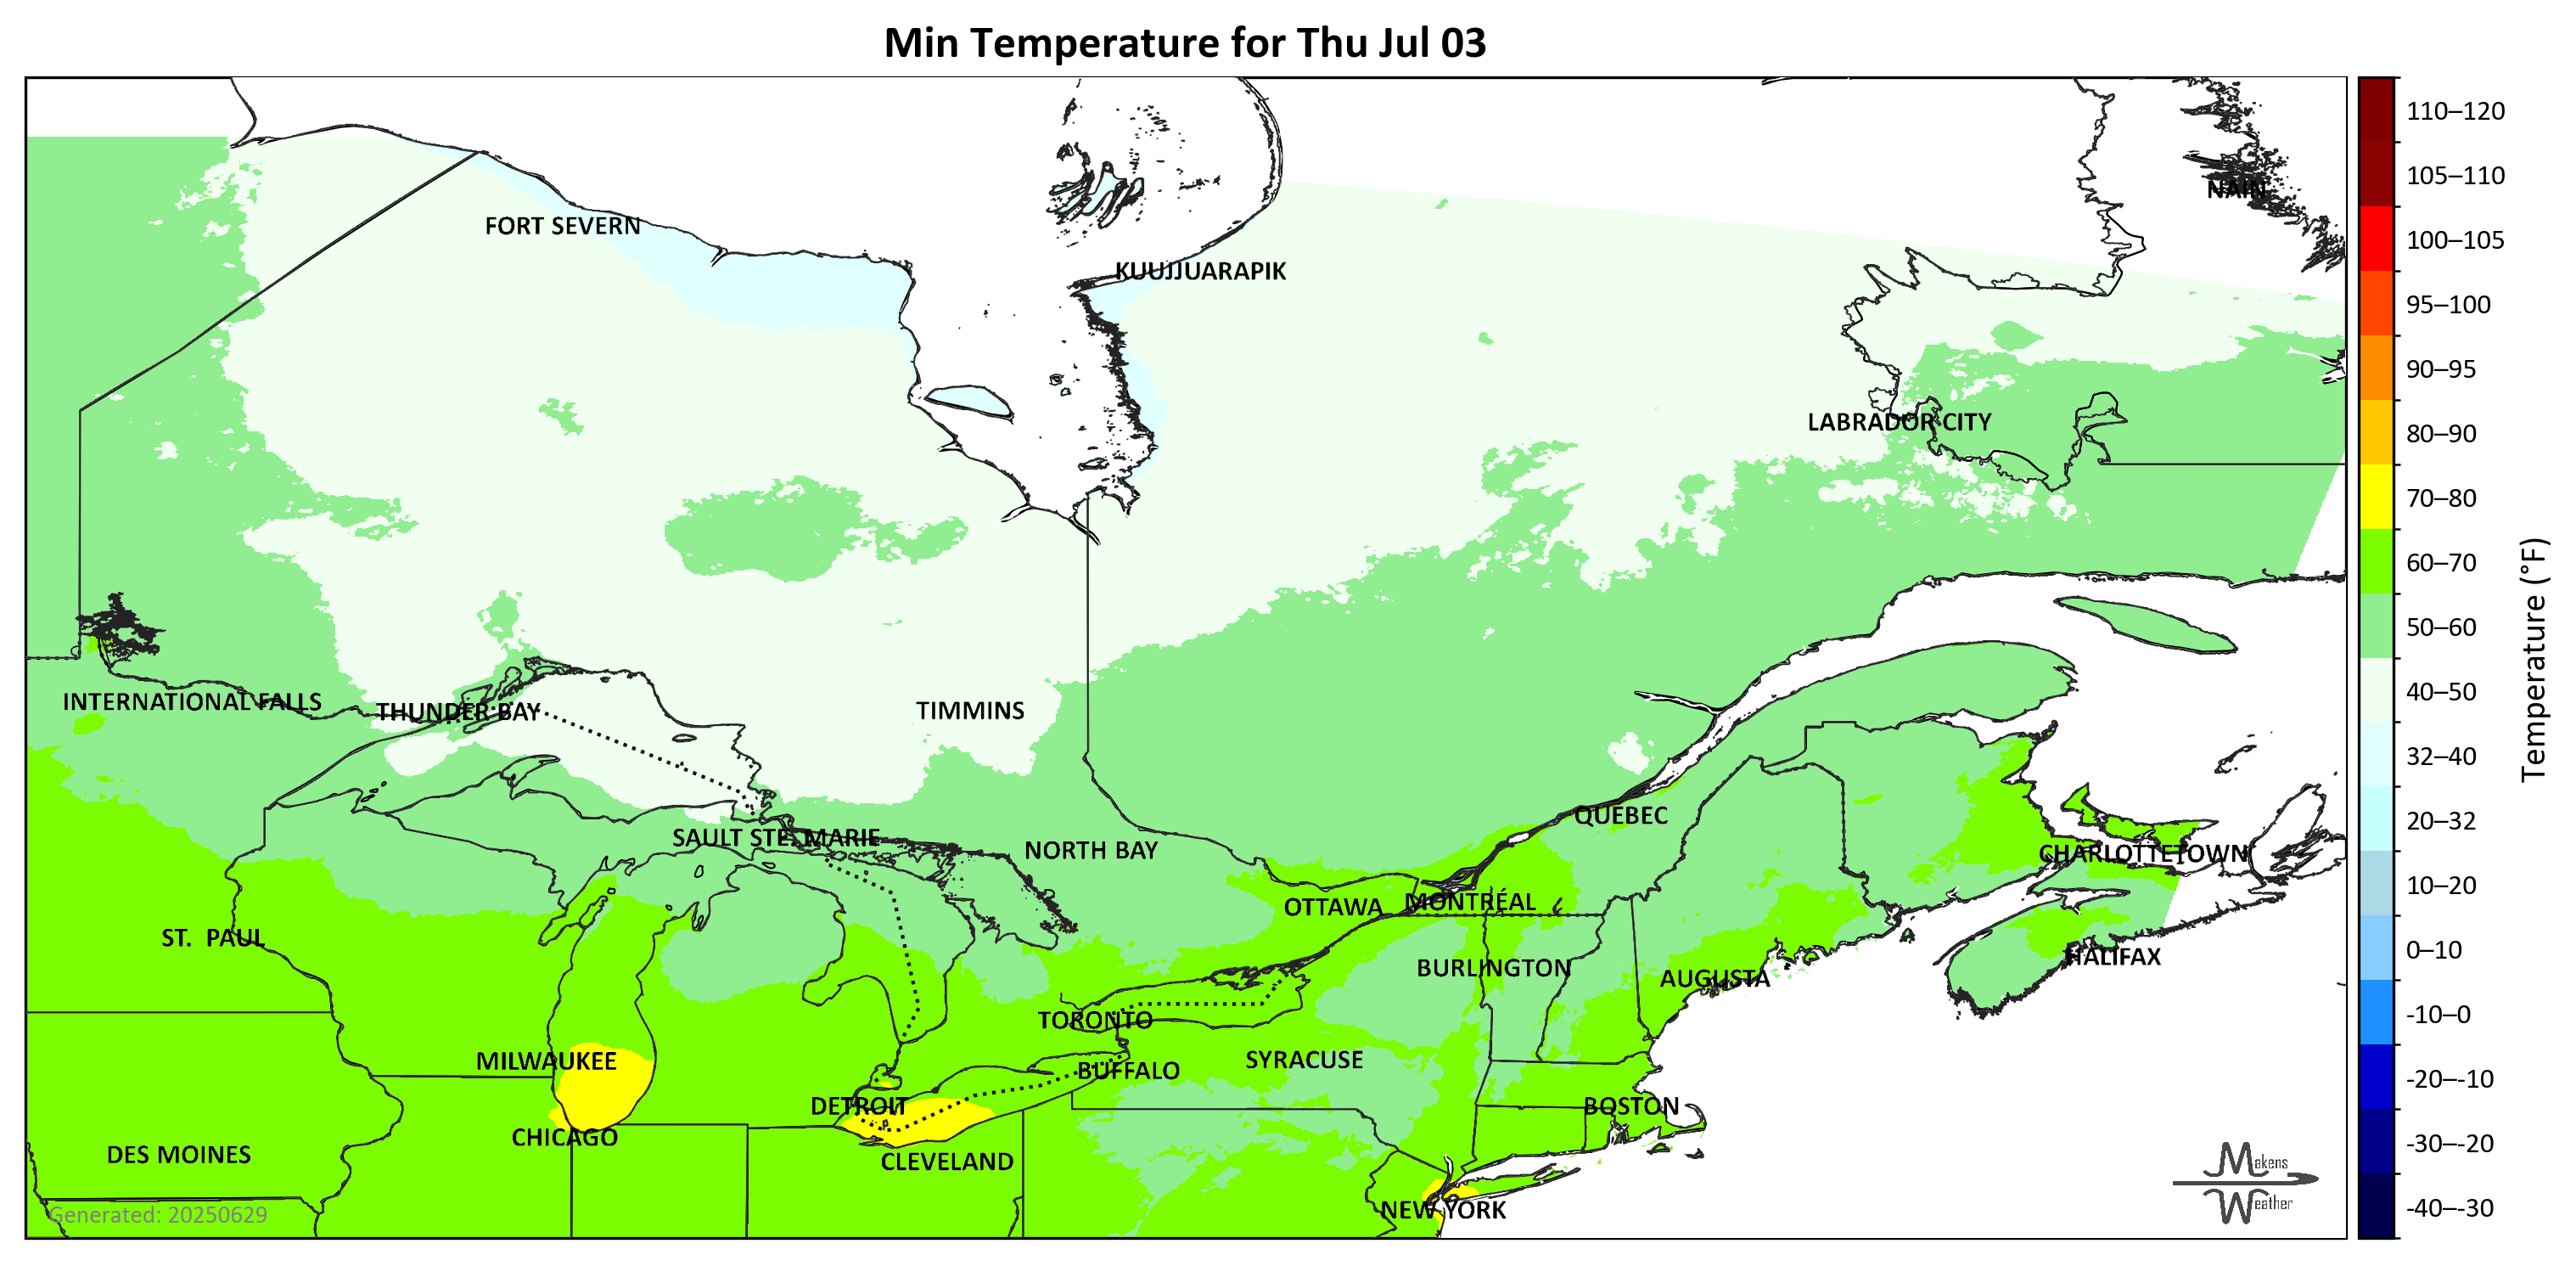 Min Temperature for Thu Jul 03
NAIN
FORT SEVERN
KUUJJUARAPIK
LABRADOR CITY
INTERNATIONAL FALLS
THUNDER BAY
TIMMINS
QUEBEC
SAULT STE. MARIE
NORTH BAY
CHARLOTTETOWN
OTTAWA
MONTRÉAL
ST. PAUL
HALIFAX
BURLINGTON
AUGUSTA
TORONTO
MILWAUKEE
SYRACUSE
BUFFALO
DETROIT
BOSTON
CHICAGO
DES MOINES
CLEVELAND
NEW YORK
Generated: 20250629
Makens
Weather
110–120
105–110
100–105
95–100
90–95
80–90
70–80
60–70
50–60
40–50
32–40
20–32
10–20
0–10
-10–0
-20–-10
-30–-20
-40–-30
Temperature (°F)